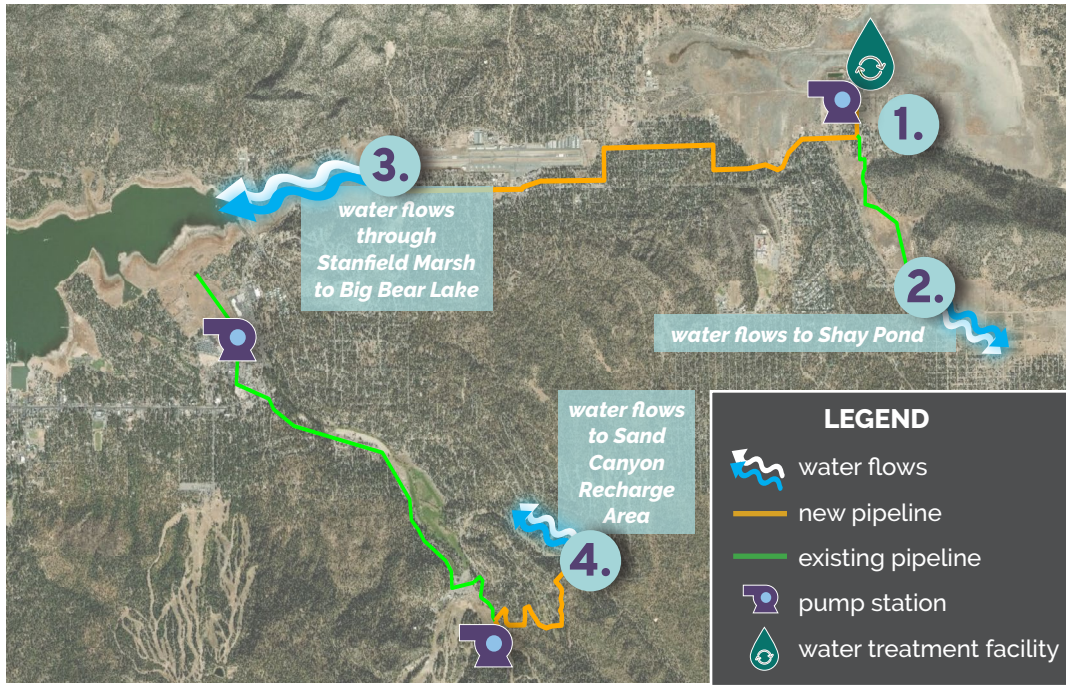 1.
3.
water flows
through
Stanfield Marsh
to Big Bear Lake
2.
water flows to Shay Pond
water flows
to Sand
Canyon
Recharge
Area
4.
LEGEND
water flows
new pipeline
existing pipeline
pump station
water treatment facility